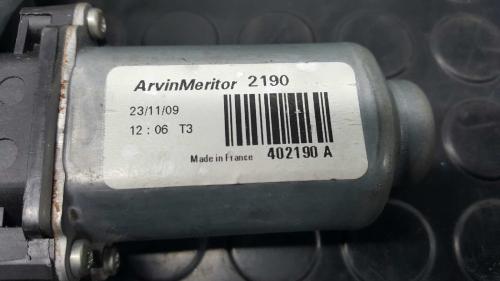 ArvinMeritor 2190
23/11/09
12:06 T3
Made in France 402190 A